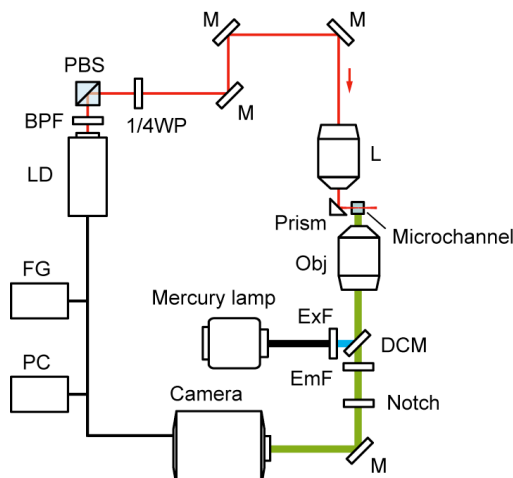 M
M
PBS
BPF
1/4WP
M
LD
L
Prism
Microchannel
Obj
FG
Mercury lamp
ExF
DCM
PC
EmF
Camera
Notch
M